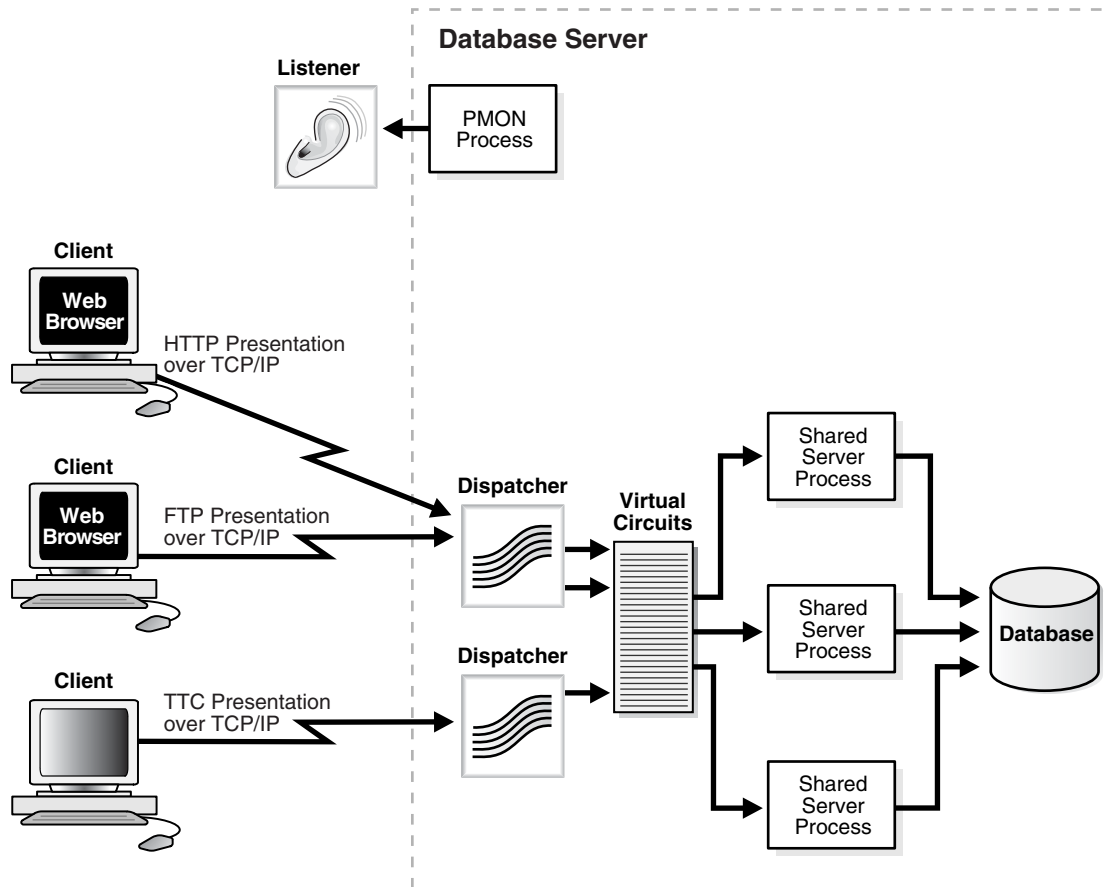 Database Server
Listener
PMON
Process
Client
Web
Browser
HTTP Presentation
over TCP/IP
Client
Web
Browser
FTP Presentation
over TCP/IP
Client
TTC Presentation
over TCP/IP
Dispatcher
Dispatcher
Virtual
Circuits
Shared
Server
Process
Shared
Server
Process
Shared
Server
Process
Database